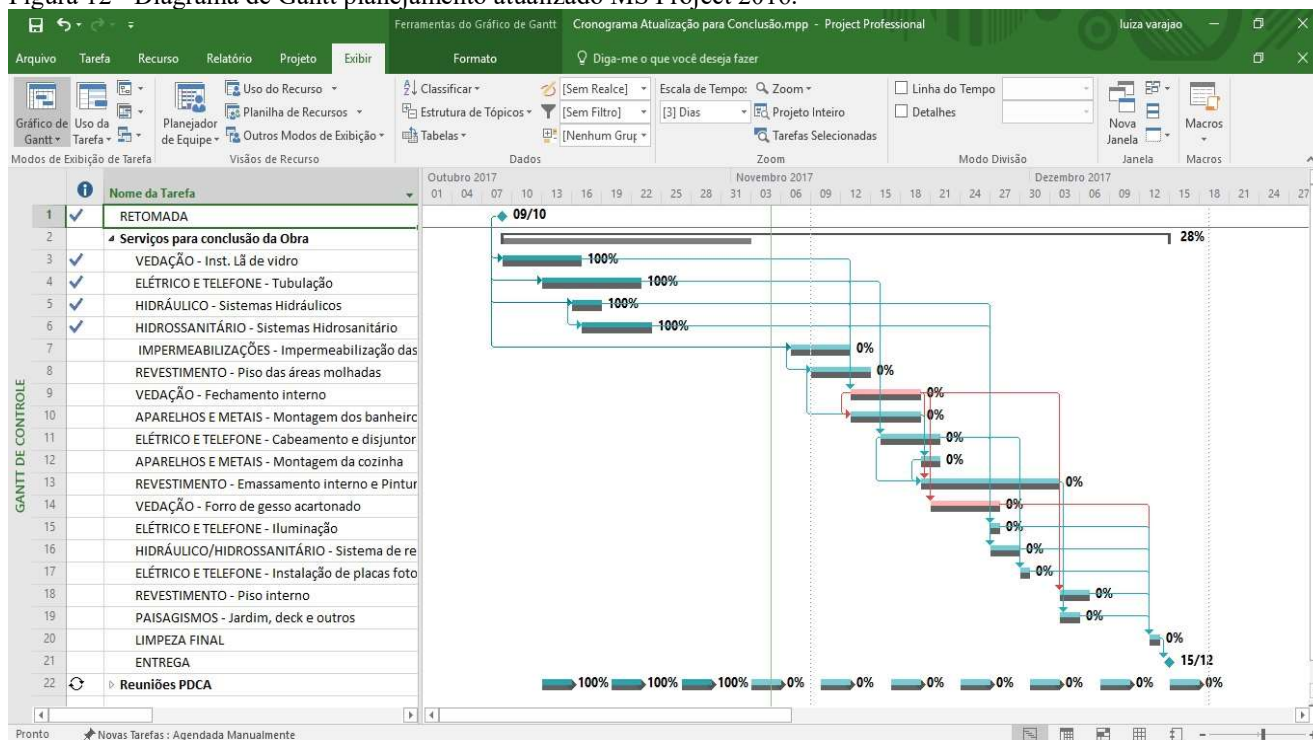 Figura 12 - Diagrama de Gantt planejamento atualizado MS Project 2016.
Ferramentas do Gráfico de Gantt Cronograma Atualização para Conclusão.mpp - Project Professional luiza varajao
Arquivo Tarefa Recurso Relatório Projeto Exibir Formato Diga-me o que você deseja fazer
Gráfico de Gantt Uso da Tarefa
Modos de Exibição de Tarefa
Planejador de Equipe Uso do Recurso
Planilha de Recursos
Outros Modos de Exibição
Visões de Recurso
Classificar [Sem Realce]
Estrutura de Tópicos [Sem Filtro]
Tabelas [Nenhum Grup
Dados
Escala de Tempo: Zoom
[3] Dias Projeto Inteiro
Tarefas Selecionadas
Zoom
Linha do Tempo
Detalhes
Modo Divisão
Nova Janela
Janela
Macros
Macros
Nome da Tarefa
Outubro 2017 Novembro 2017 Dezembro 2017
01 04 07 10 13 16 19 22 25 28 31 03 06 09 12 15 18 21 24 27 30 03 06 09 12 15 18 21 24 27
GANTT DE CONTROLE
1 RETOMADA 09/10
2 Serviços para conclusão da Obra 28%
3 VEDAÇÃO - Inst. Lã de vidro 100%
4 ELÉTRICO E TELEFONE - Tubulação 100%
5 HIDRÁULICO - Sistemas Hidráulicos 100%
6 HIDROSSANITÁRIO - Sistemas Hidrosanitário 100%
7 IMPERMEABILIZAÇÕES - Impermeabilização das 0%
8 REVESTIMENTO - Piso das áreas molhadas 0%
9 VEDAÇÃO - Fechamento interno 0%
10 APARELHOS E METAIS - Montagem dos banheirc 0%
11 ELÉTRICO E TELEFONE - Cabeamento e disjuntor 0%
12 APARELHOS E METAIS - Montagem da cozinha 0%
13 REVESTIMENTO - Emassamento interno e Pintur 0%
14 VEDAÇÃO - Forro de gesso acartonado 0%
15 ELÉTRICO E TELEFONE - Iluminação 0%
16 HIDRÁULICO/HIDROSSANITÁRIO - Sistema de re 0%
17 ELÉTRICO E TELEFONE - Instalação de placas foto 0%
18 REVESTIMENTO - Piso interno 0%
19 PAISAGISMOS - Jardim, deck e outros 0%
20 LIMPEZA FINAL 0%
21 ENTREGA 15/12
22 Reuniões PDCA 100% 100% 100% 0% 0% 0% 0% 0% 0% 0%
Pronto Novas Tarefas : Agendada Manualmente